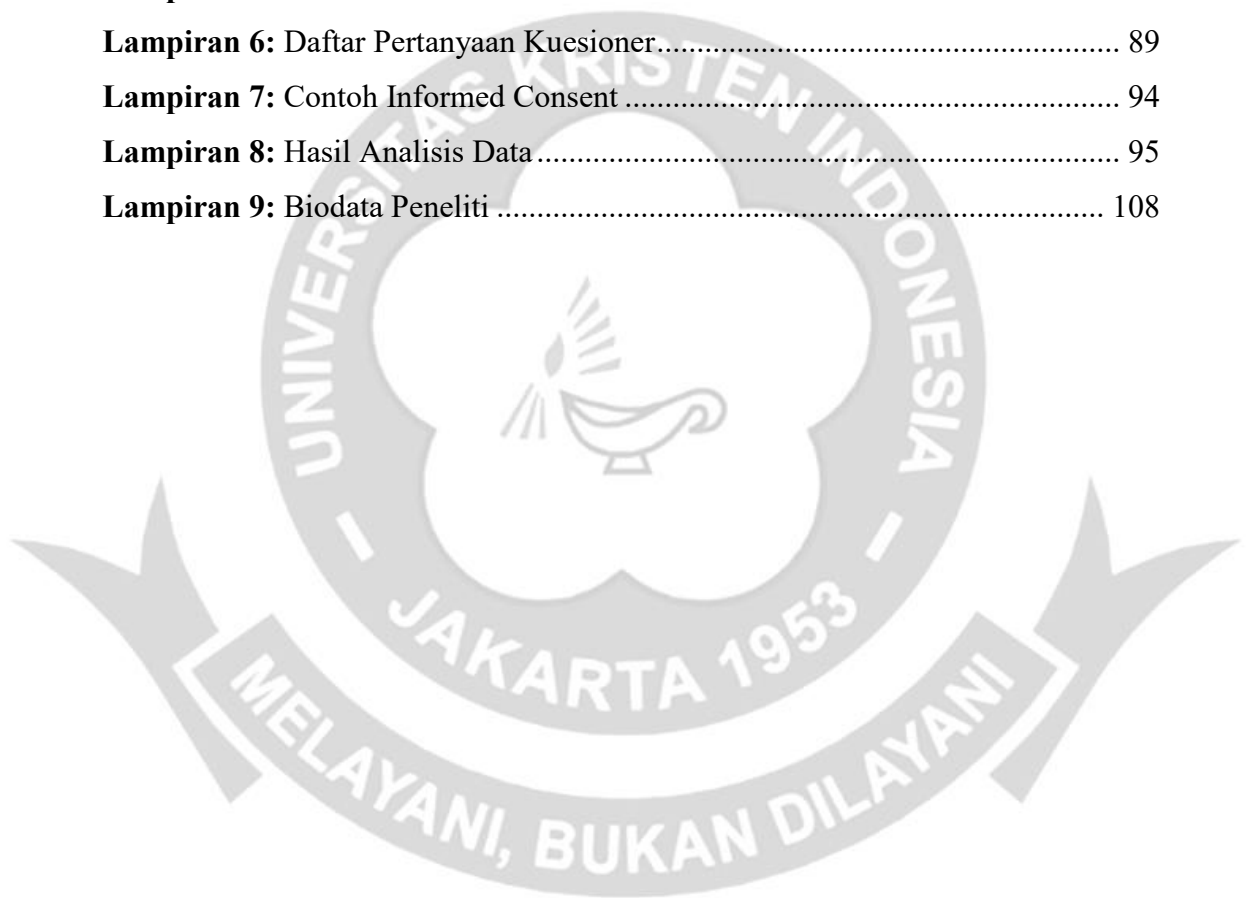 Lampiran 6: Daftar Pertanyaan Kuesioner.......................................................... 89
Lampiran 7: Contoh Informed Consent .............................................................. 94
Lampiran 8: Hasil Analisis Data ......................................................................... 95
Lampiran 9: Biodata Peneliti ............................................................................ 108
UNIVERSITAS KRISTEN INDONESIA
- JAKARTA 1953 -
MELAYANI, BUKAN DILAYANI